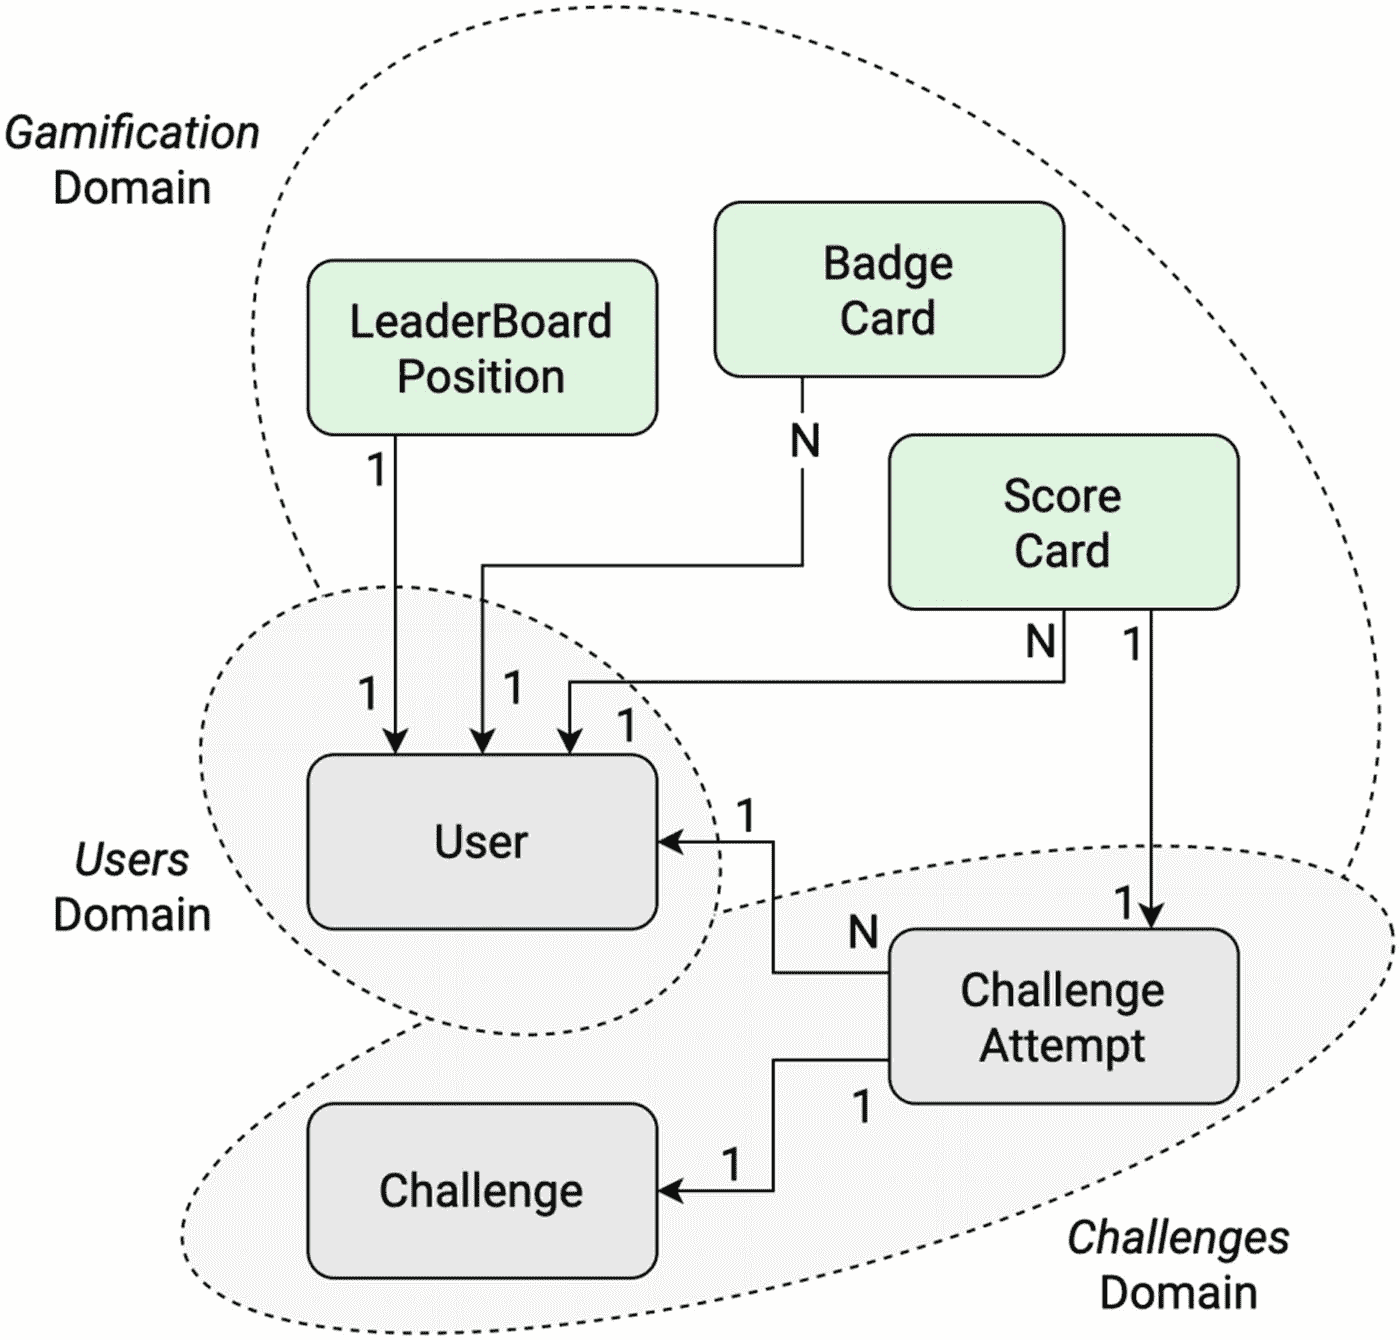 Gamification
Domain
Badge
Card
LeaderBoard
Position
N
1
Score
Card
N
1
1
1
1
User
1
Users
Domain
1
N
Challenge
Attempt
1
1
Challenge
Challenges
Domain